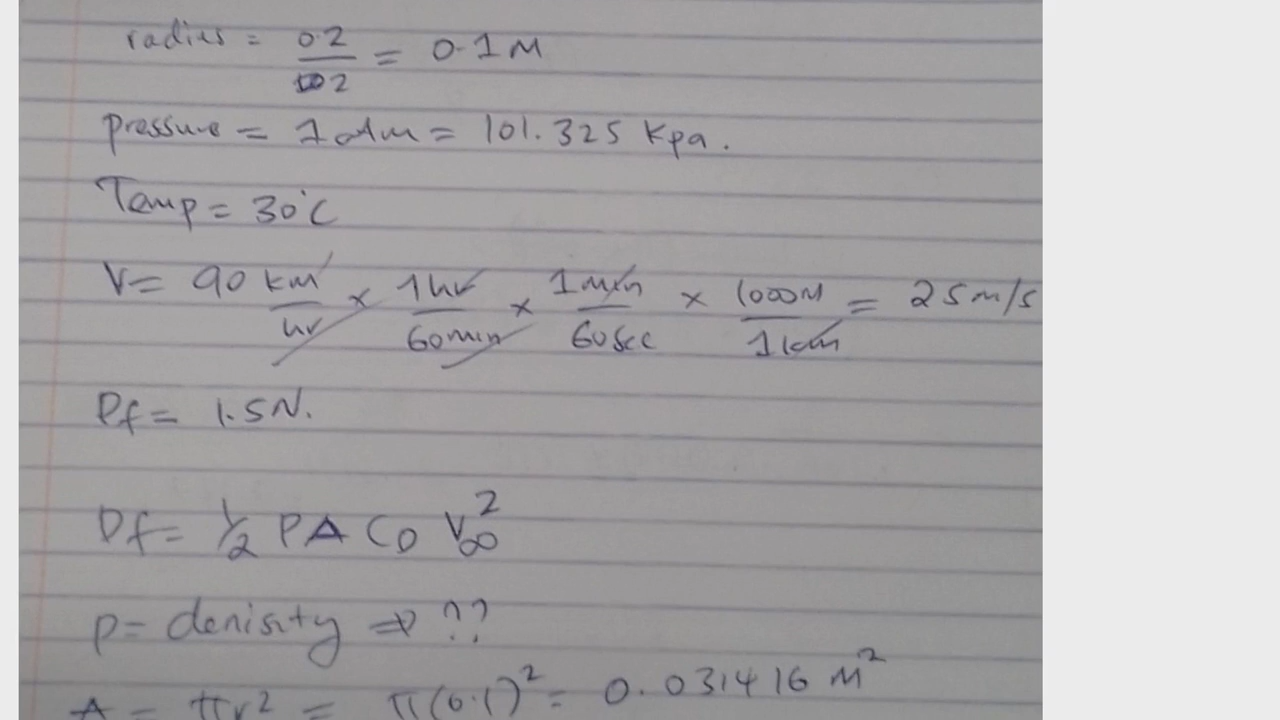 radius = 0.2/2 = 0.1M
pressure = 1 atm = 101.325 Kpa.
Temp = 30°C
V = 90 km/hr × 1hr/60min × 1min/60sec × 1000M/1km = 25m/s
Df = 1.5N.
Df = 1/2 ρ A CD V∞²
ρ = denisty ⇒ ??
A = πr² = π(0.1)² = 0.031416 M²